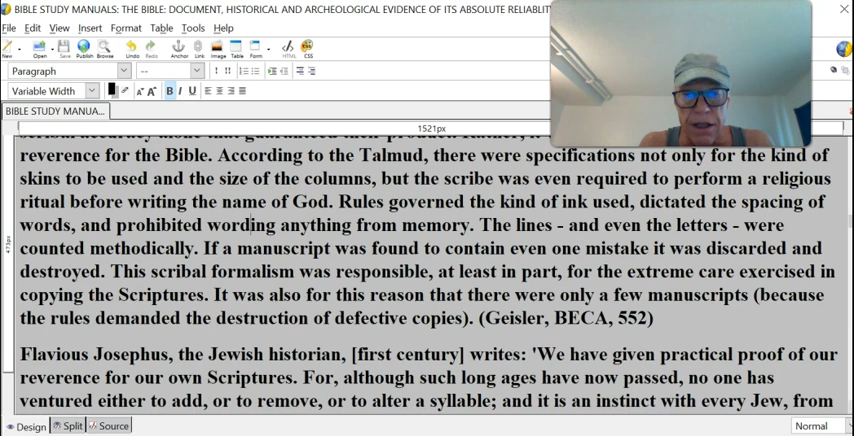 BIBLE STUDY MANUALS: THE BIBLE: DOCUMENT, HISTORICAL AND ARCHEOLOGICAL EVIDENCE OF ITS ABSOLUTE
File Edit View Insert Format Table Tools Help
New Open Save Publish Browse Undo Redo Anchor Link Image Table Form HTML CSS
Paragraph --
Variable Width B I U
BIBLE STUDY MANUA...
1521px
reverence for the Bible. According to the Talmud, there were specifications not only for the kind of
skins to be used and the size of the columns, but the scribe was even required to perform a religious
ritual before writing the name of God. Rules governed the kind of ink used, dictated the spacing of
words, and prohibited wording anything from memory. The lines - and even the letters - were
counted methodically. If a manuscript was found to contain even one mistake it was discarded and
destroyed. This scribal formalism was responsible, at least in part, for the extreme care exercised in
copying the Scriptures. It was also for this reason that there were only a few manuscripts (because
the rules demanded the destruction of defective copies). (Geisler, BECA, 552)
Flavious Josephus, the Jewish historian, [first century] writes: 'We have given practical proof of our
reverence for our own Scriptures. For, although such long ages have now passed, no one has
ventured either to add, or to remove, or to alter a syllable; and it is an instinct with every Jew, from
Design Split Source Normal